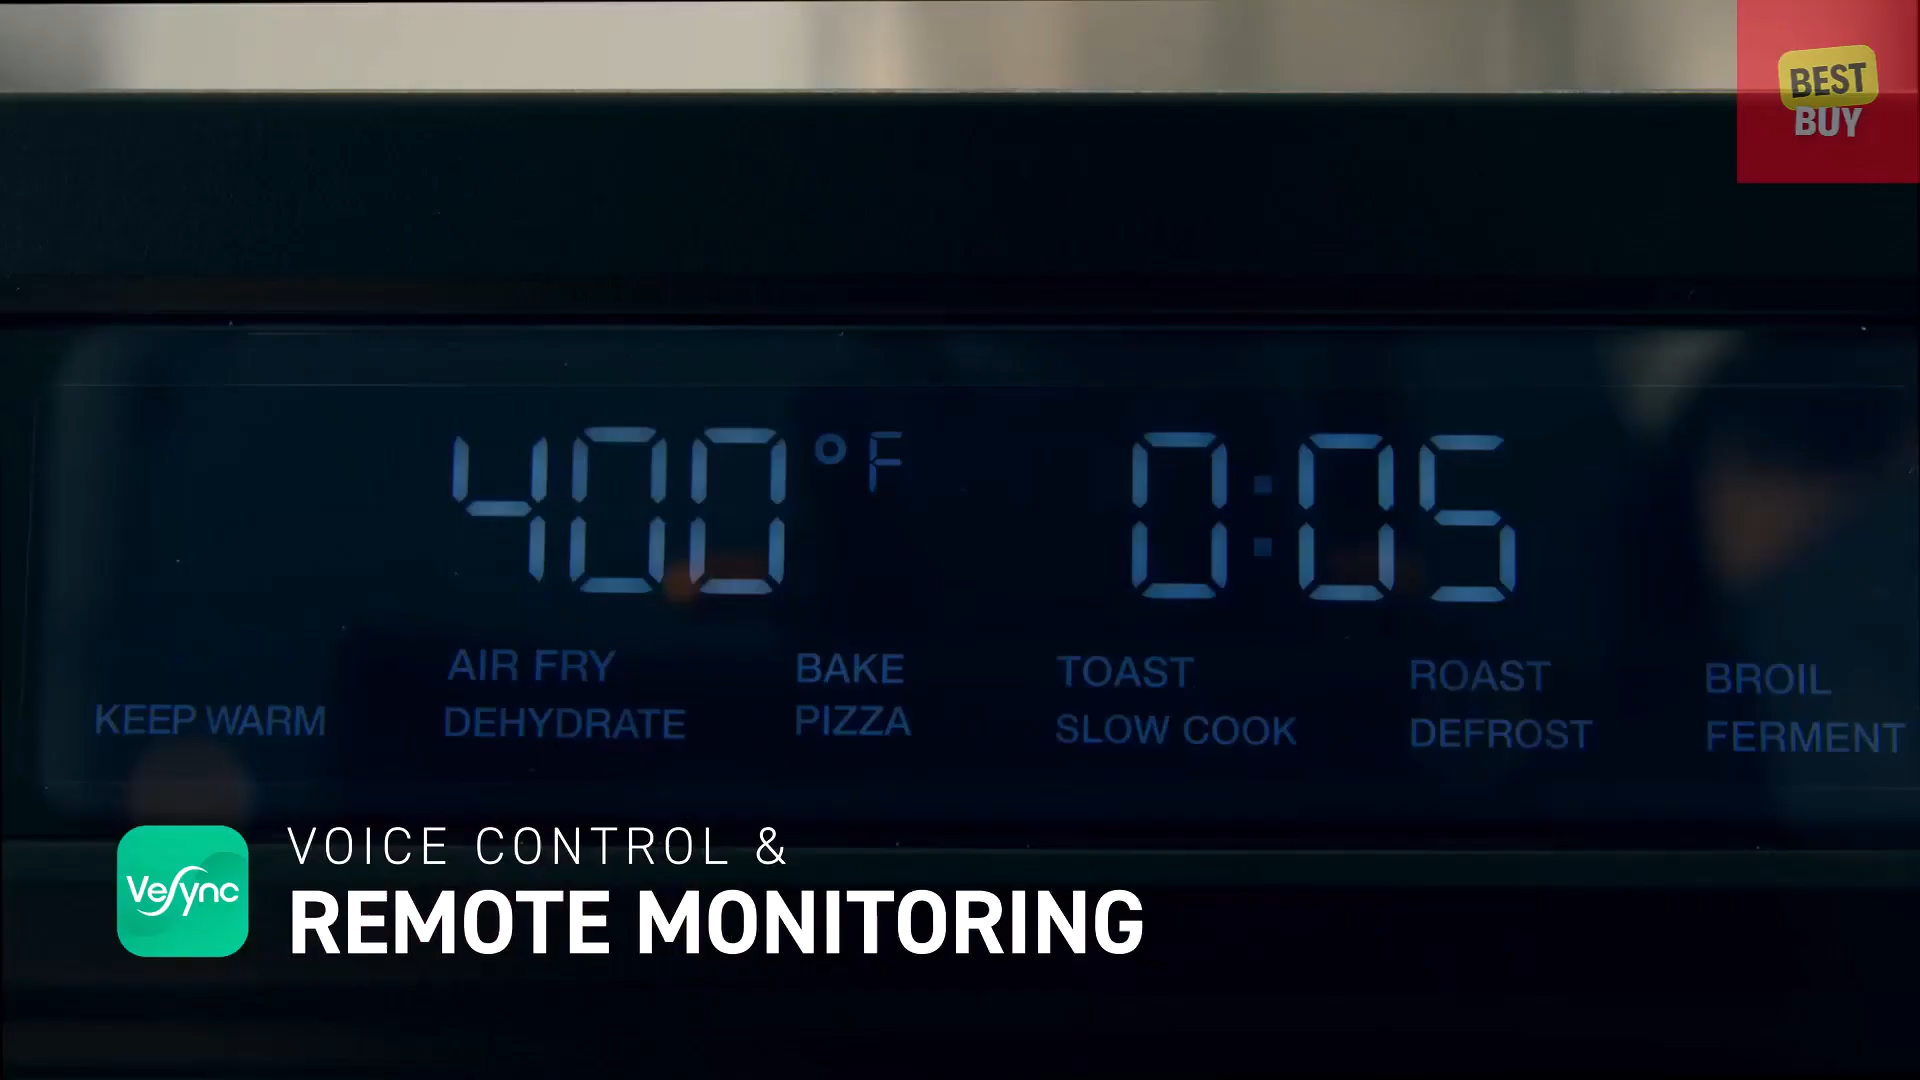 BEST
BUY
400°F 0:05
AIR FRY BAKE TOAST ROAST BROIL
KEEP WARM DEHYDRATE PIZZA SLOW COOK DEFROST FERMENT
VeSync
VOICE CONTROL &
REMOTE MONITORING